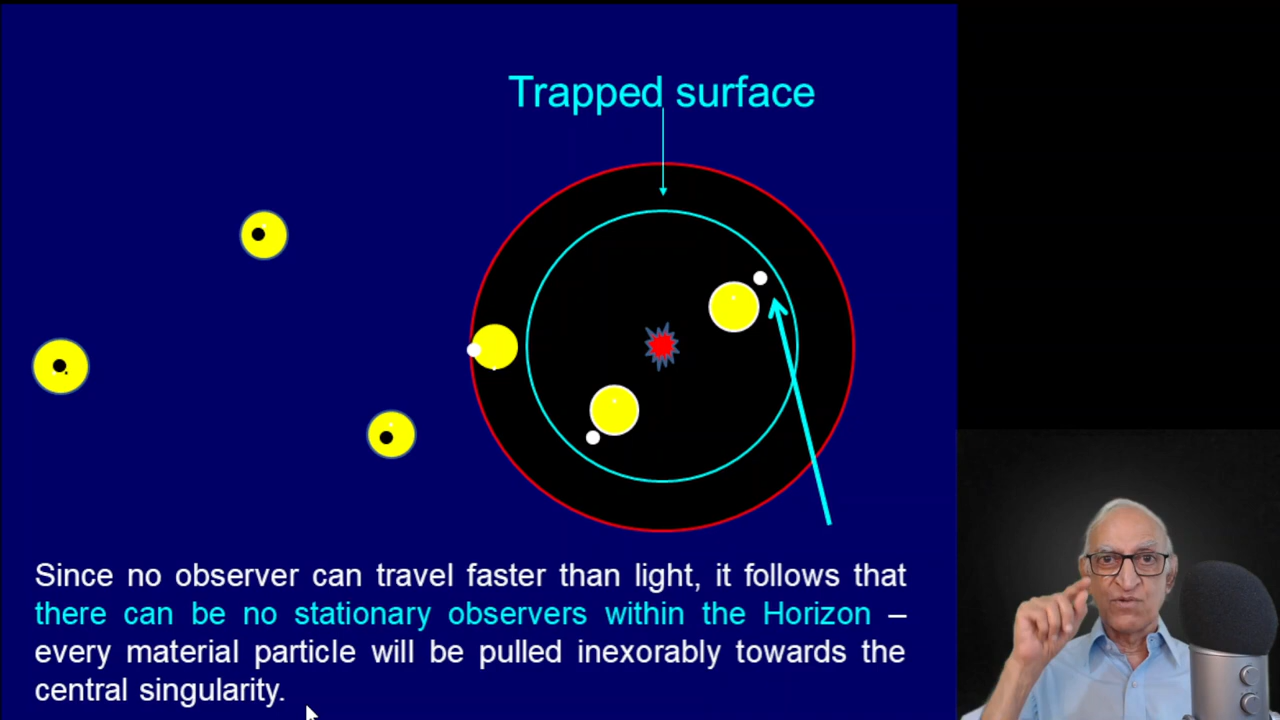 Trapped surface
Since no observer can travel faster than light, it follows that
there can be no stationary observers within the Horizon –
every material particle will be pulled inexorably towards the
central singularity.